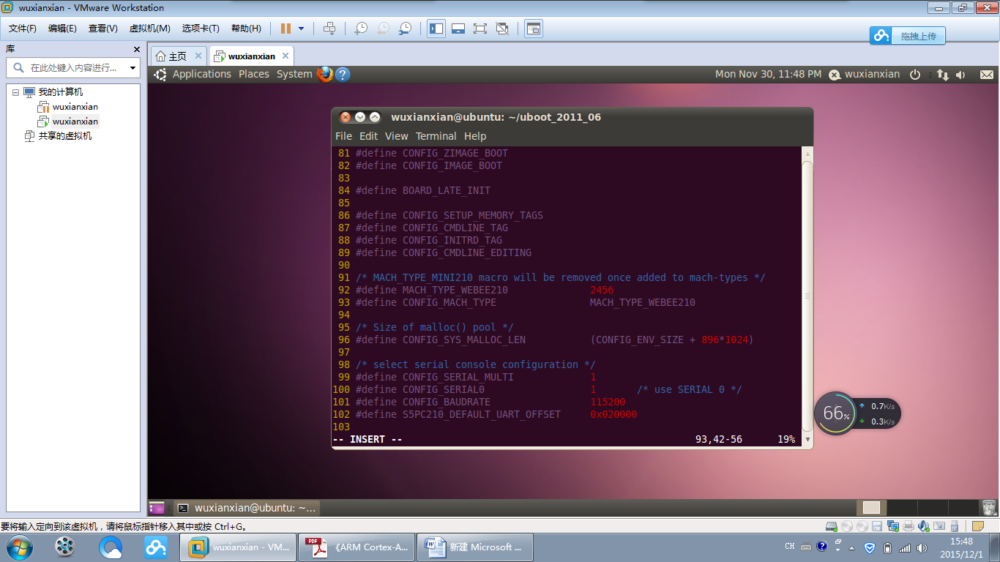 wuxianxian - VMware Workstation
文件(F) 编辑(E) 查看(V) 虚拟机(M) 选项卡(T) 帮助(H)
拖拽上传
库
主页
wuxianxian
在此处键入内容进行...
Applications Places System
Mon Nov 30, 11:48 PM wuxianxian
我的计算机
wuxianxian
wuxianxian
共享的虚拟机
wuxianxian@ubuntu: ~/uboot_2011_06
File Edit View Terminal Help
81 #define CONFIG_ZIMAGE_BOOT
82 #define CONFIG_IMAGE_BOOT
83
84 #define BOARD_LATE_INIT
85
86 #define CONFIG_SETUP_MEMORY_TAGS
87 #define CONFIG_CMDLINE_TAG
88 #define CONFIG_INITRD_TAG
89 #define CONFIG_CMDLINE_EDITING
90
91 /* MACH_TYPE_MINI210 macro will be removed once added to mach-types */
92 #define MACH_TYPE_WEBEE210 2456
93 #define CONFIG_MACH_TYPE MACH_TYPE_WEBEE210
94
95 /* Size of malloc() pool */
96 #define CONFIG_SYS_MALLOC_LEN (CONFIG_ENV_SIZE + 896*1024)
97
98 /* select serial console configuration */
99 #define CONFIG_SERIAL_MULTI 1
100 #define CONFIG_SERIAL0 1 /* use SERIAL 0 */
101 #define CONFIG_BAUDRATE 115200
102 #define S5PC210_DEFAULT_UART_OFFSET 0x020000
103
-- INSERT -- 93,42-56 19%
66%
0.7K/s
0.3K/s
wuxianxian@ubuntu: ~...
要将输入定向到该虚拟机，请将鼠标指针移入其中或按 Ctrl+G。
wuxianxian - VM...
PDF
《ARM Cortex-A...
新建 Microsoft ...
CH
15:48
2015/12/1